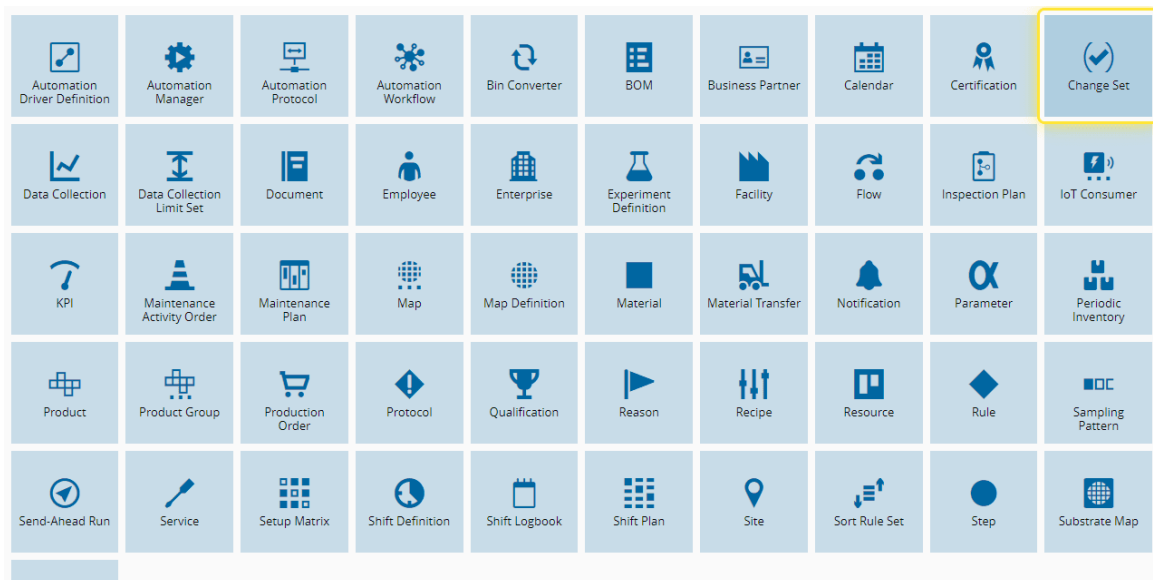 Automation
Driver Definition
Automation
Manager
Automation
Protocol
Automation
Workflow
Bin Converter
BOM
Business Partner
Calendar
Certification
Change Set
Data Collection
Data Collection
Limit Set
Document
Employee
Enterprise
Experiment
Definition
Facility
Flow
Inspection Plan
IoT Consumer
KPI
Maintenance
Activity Order
Maintenance
Plan
Map
Map Definition
Material
Material Transfer
Notification
Parameter
Periodic
Inventory
Product
Product Group
Production
Order
Protocol
Qualification
Reason
Recipe
Resource
Rule
Sampling
Pattern
Send-Ahead Run
Service
Setup Matrix
Shift Definition
Shift Logbook
Shift Plan
Site
Sort Rule Set
Step
Substrate Map